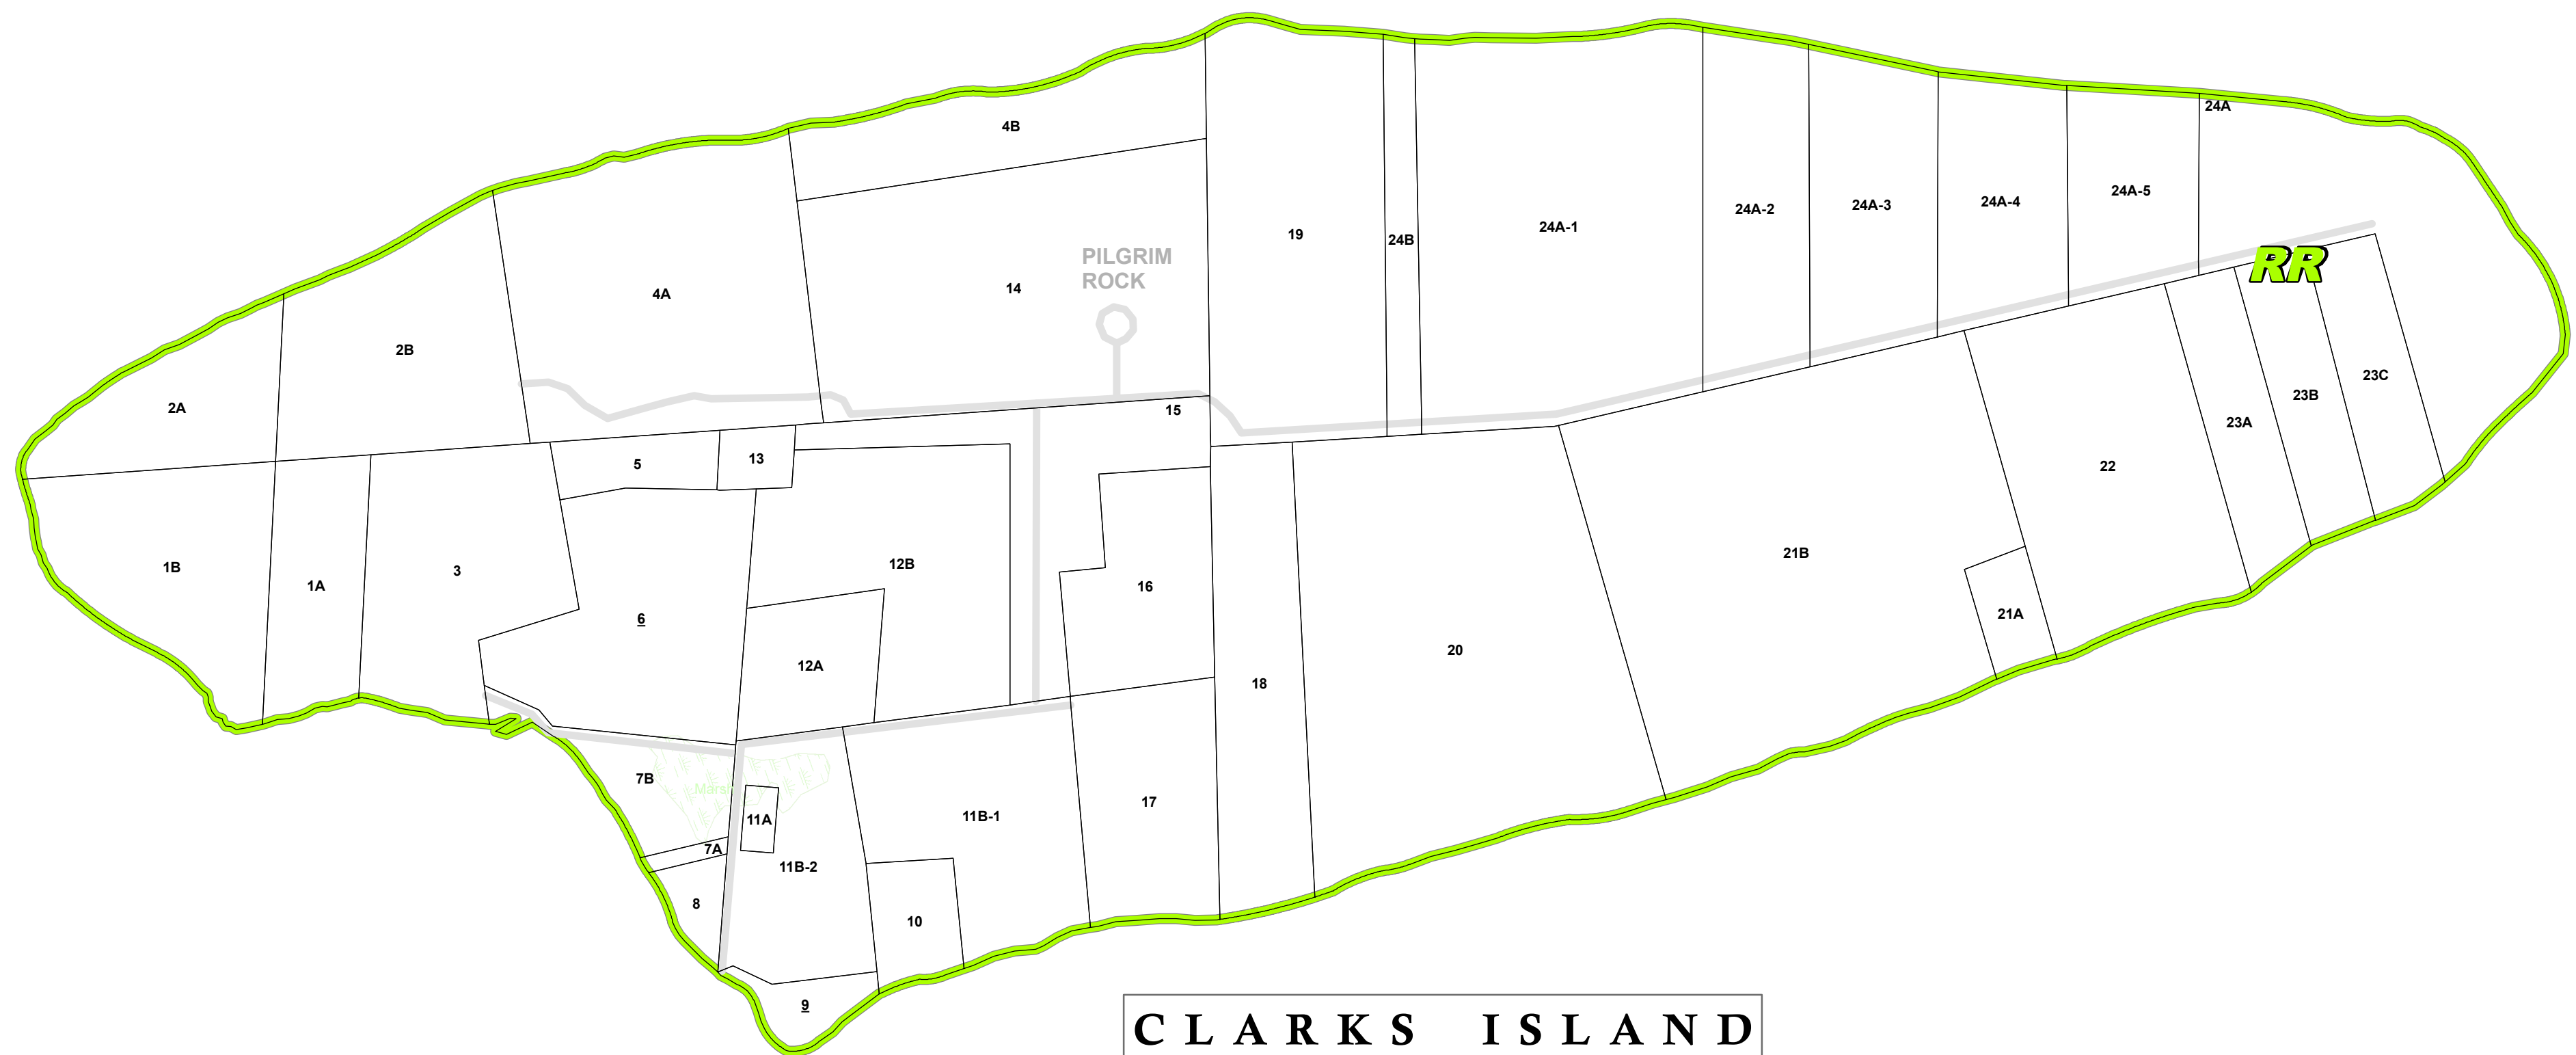 24A
4B
PILGRIM
ROCK
19
24B
24A-1
24A-2
24A-3
24A-4
24A-5
RR
4A
14
2B
2A
15
23C
23B
23A
22
5
13
1B
1A
3
6
12B
12A
16
18
20
21B
21A
7B
Marsh
11A
7A
11B-2
11B-1
17
8
10
9
CLARKS ISLAND